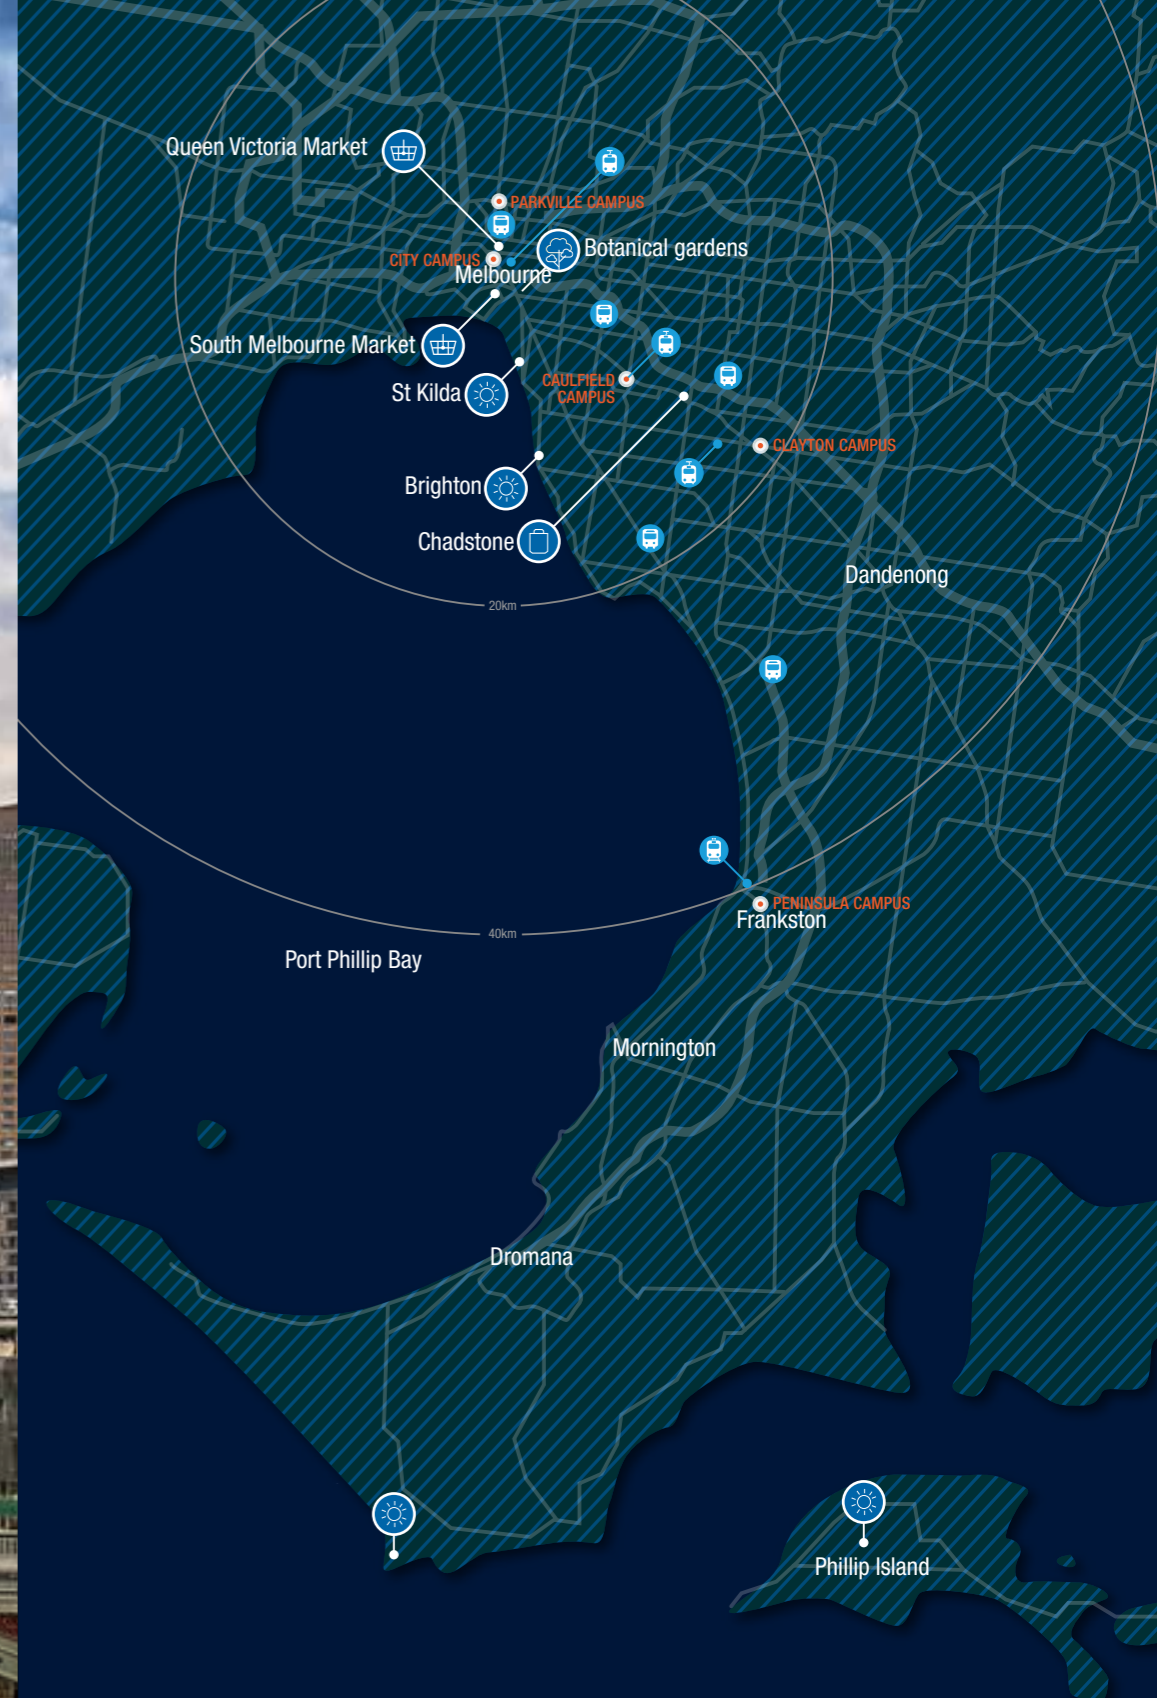 Queen Victoria Market
PARKVILLE CAMPUS
Botanical gardens
CITY CAMPUS
Melbourne
South Melbourne Market
CAULFIELD
CAMPUS
St Kilda
CLAYTON CAMPUS
Brighton
Chadstone
Dandenong
20km
PENINSULA CAMPUS
Frankston
40km
Port Phillip Bay
Mornington
Dromana
Phillip Island